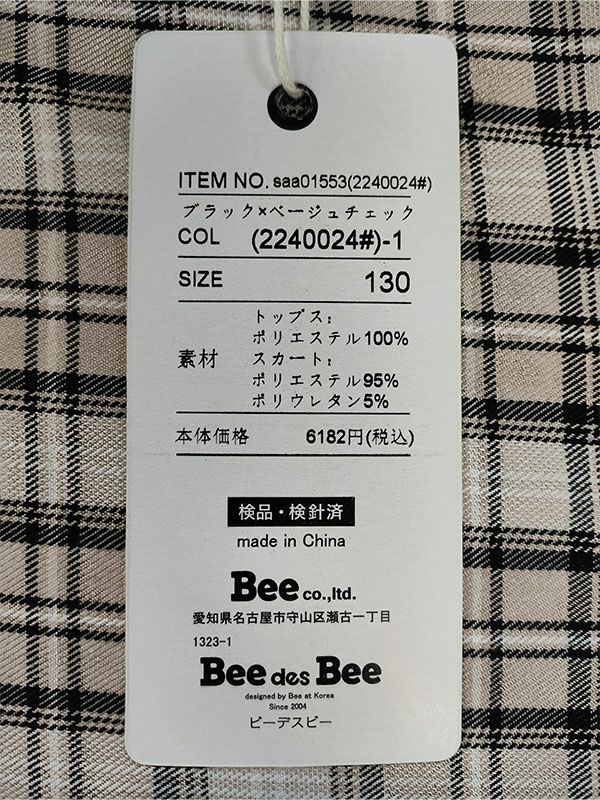 ITEM NO. saa01553(2240024#)
ブラック×ベージュチェック
COL (2240024#)-1
SIZE 130
トップス:
ポリエステル100%
素材 スカート:
ポリエステル95%
ポリウレタン5%
本体価格 6182円(税込)
検品・検針済
made in China
Bee co.,ltd.
愛知県名古屋市守山区瀬古一丁目
1323-1
Bee des Bee
designed by Bee at Korea
Since 2004
ビーデスビー